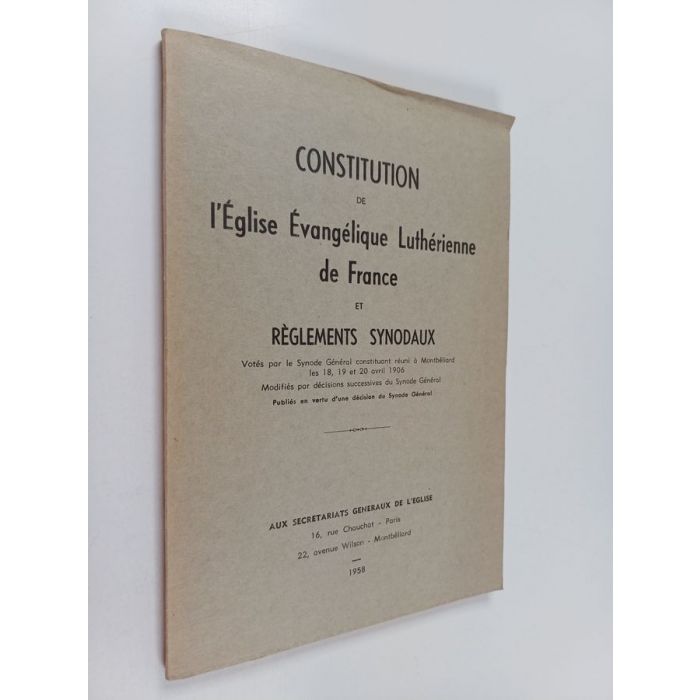 CONSTITUTION
DE
l'Église Évangélique Luthérienne
de France
ET
RÈGLEMENTS SYNODAUX
Votés par le Synode Général constituant réuni à Montbéliard
les 18, 19 et 20 avril 1906
Modifiés par décisions successives du Synode Général
Publiés en vertu d'une décision du Synode Général
AUX SECRETARIATS GENERAUX DE L'EGLISE
16, rue Chauchat - Paris
22, avenue Wilson - Montbéliard
1958